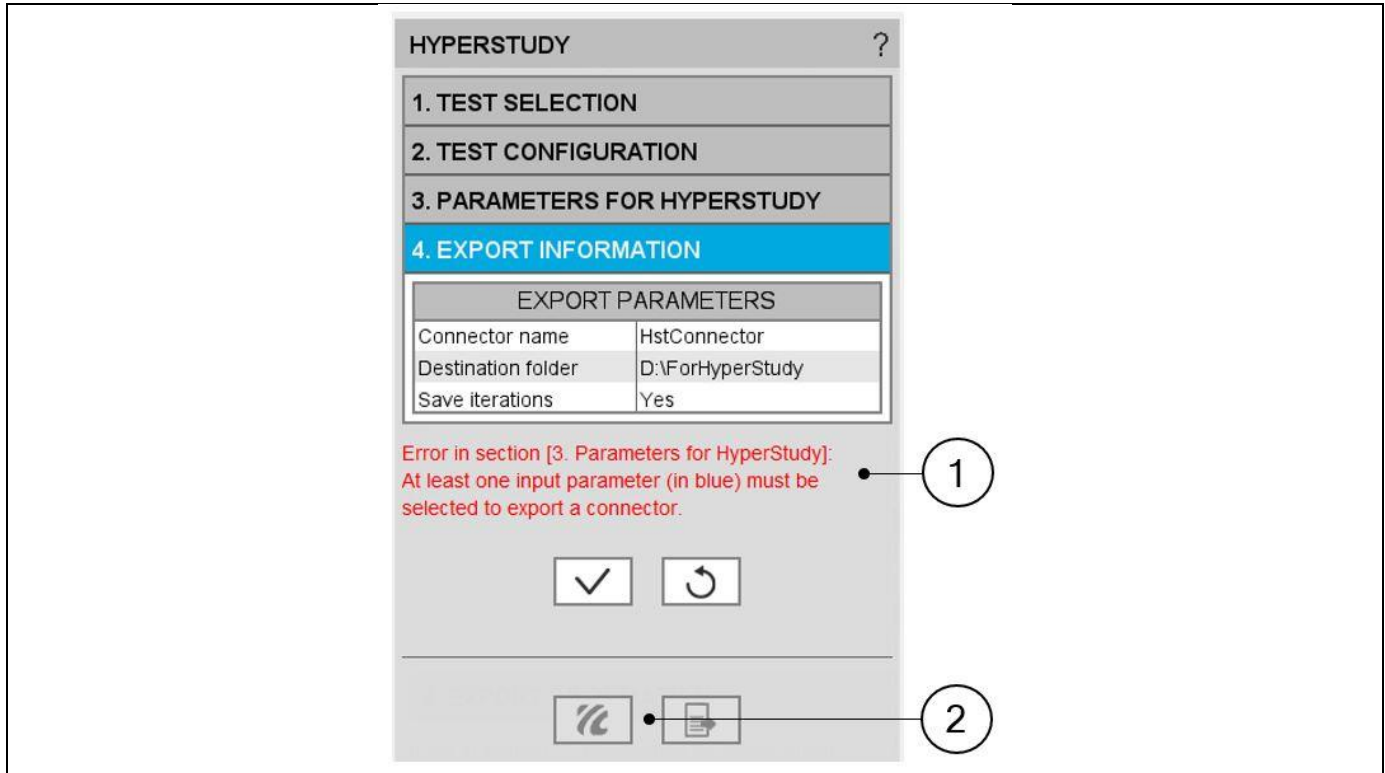 HYPERSTUDY ?
1. TEST SELECTION
2. TEST CONFIGURATION
3. PARAMETERS FOR HYPERSTUDY
4. EXPORT INFORMATION
EXPORT PARAMETERS
Connector name HstConnector
Destination folder D:\ForHyperStudy
Save iterations Yes
Error in section [3. Parameters for HyperStudy]:
At least one input parameter (in blue) must be
selected to export a connector.
1
2